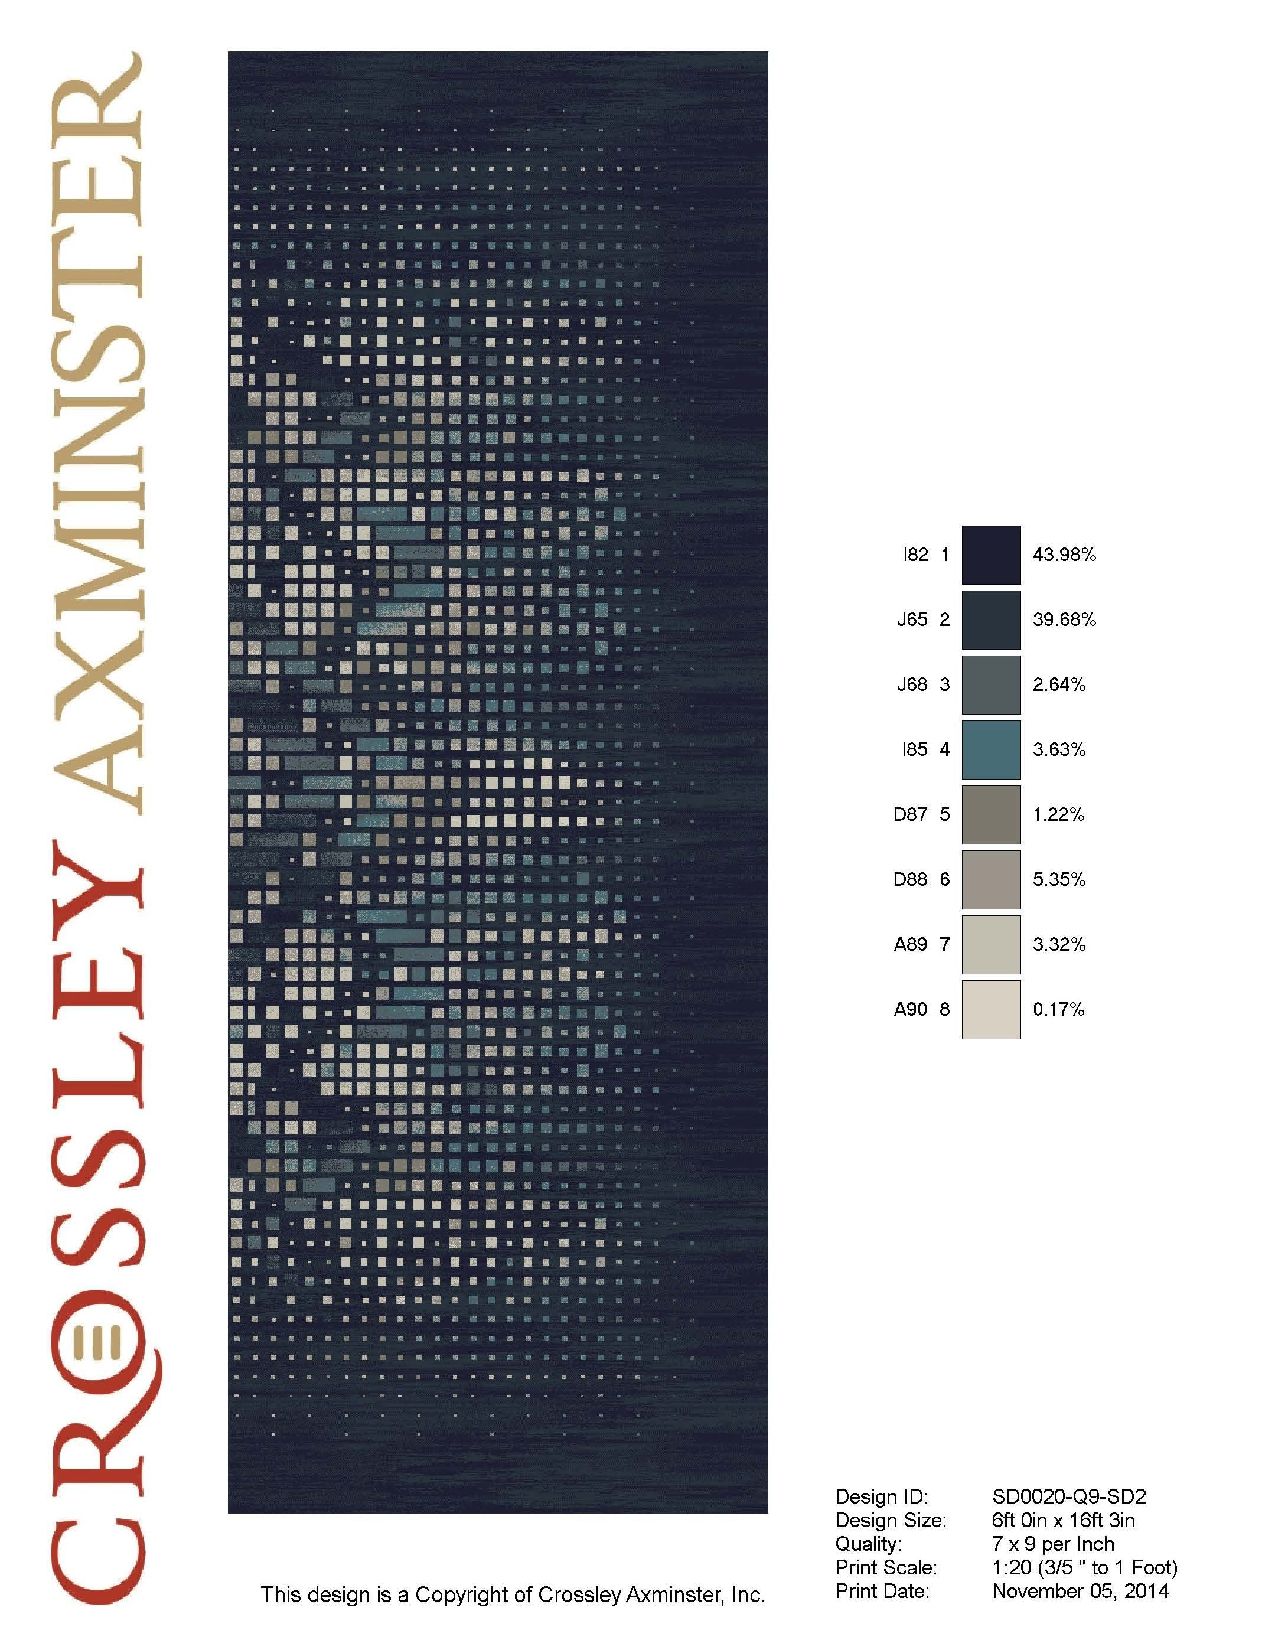 CROSSLEY AXMINSTER
I82 1 43.98%
J65 2 39.68%
J68 3 2.64%
I85 4 3.63%
D87 5 1.22%
D88 6 5.35%
A89 7 3.32%
A90 8 0.17%
Design ID: SD0020-Q9-SD2
Design Size: 6ft 0in x 16ft 3in
Quality: 7 x 9 per Inch
Print Scale: 1:20 (3/5 " to 1 Foot)
Print Date: November 05, 2014
This design is a Copyright of Crossley Axminster, Inc.